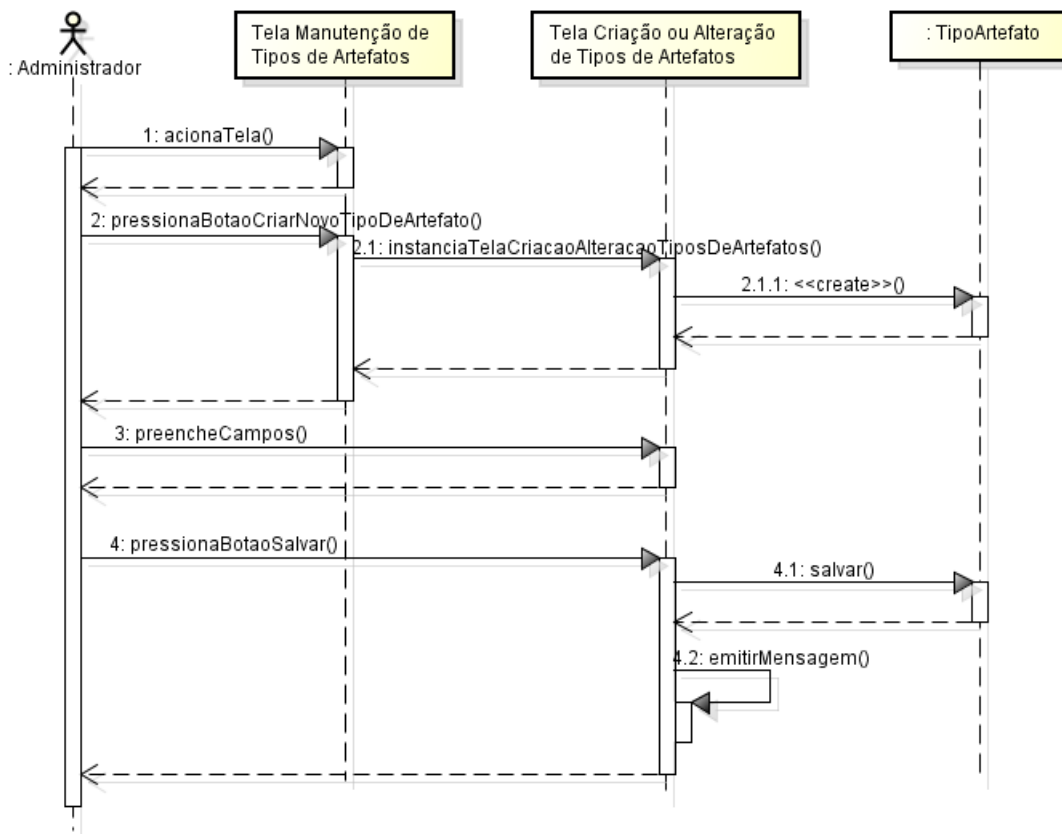 : Administrador
Tela Manutenção de
Tipos de Artefatos
Tela Criação ou Alteração
de Tipos de Artefatos
: TipoArtefato
1: acionaTela()
2: pressionaBotaoCriarNovoTipoDeArtefato()
2.1: instanciaTelaCriacaoAlteracaoTiposDeArtefatos()
2.1.1: <<create>>()
3: preencheCampos()
4: pressionaBotaoSalvar()
4.1: salvar()
4.2: emitirMensagem()